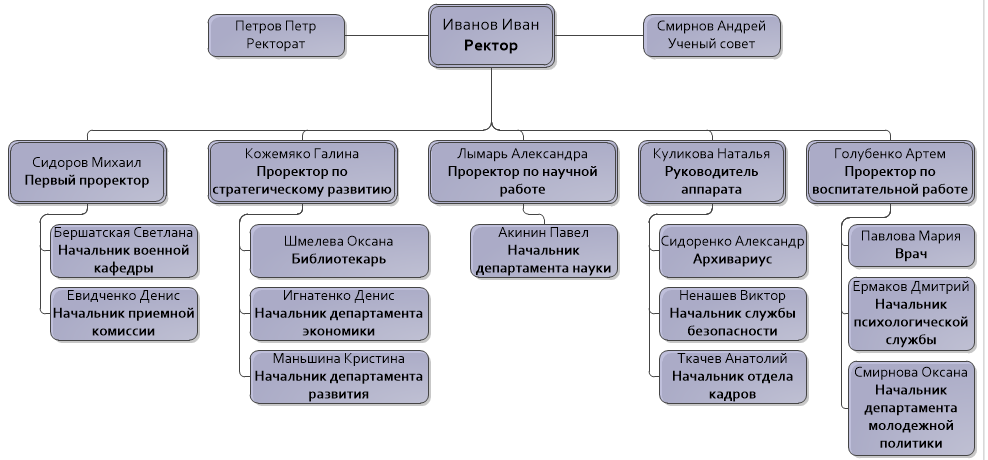 Петров Петр
Ректорат
Иванов Иван
Ректор
Смирнов Андрей
Ученый совет
Сидоров Михаил
Первый проректор
Кожемяко Галина
Проректор по
стратегическому развитию
Лымарь Александра
Проректор по научной
работе
Куликова Наталья
Руководитель
аппарата
Голубенко Артем
Проректор по
воспитательной работе
Бершатская Светлана
Начальник военной
кафедры
Евидченко Денис
Начальник приемной
комиссии
Шмелева Оксана
Библиотекарь
Игнатенко Денис
Начальник департамента
экономики
Маньшина Кристина
Начальник департамента
развития
Акинин Павел
Начальник
департамента науки
Сидоренко Александр
Архивариус
Ненашев Виктор
Начальник службы
безопасности
Ткачев Анатолий
Начальник отдела
кадров
Павлова Мария
Врач
Ермаков Дмитрий
Начальник
психологической
службы
Смирнова Оксана
Начальник
департамента
молодежной
политики